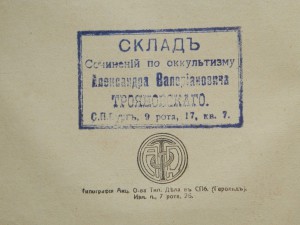 СКЛАДЪ
Сочиненій по оккультизму
Александра Валеріановича
ТРОЯНОВСКАГО.
С.П.Б., 9 рота, 17, кв. 7.
Типографія Акц. О-ва Тип. Дѣла въ СПб. (Герольдъ).
Изм. п., 7 рота, 26.